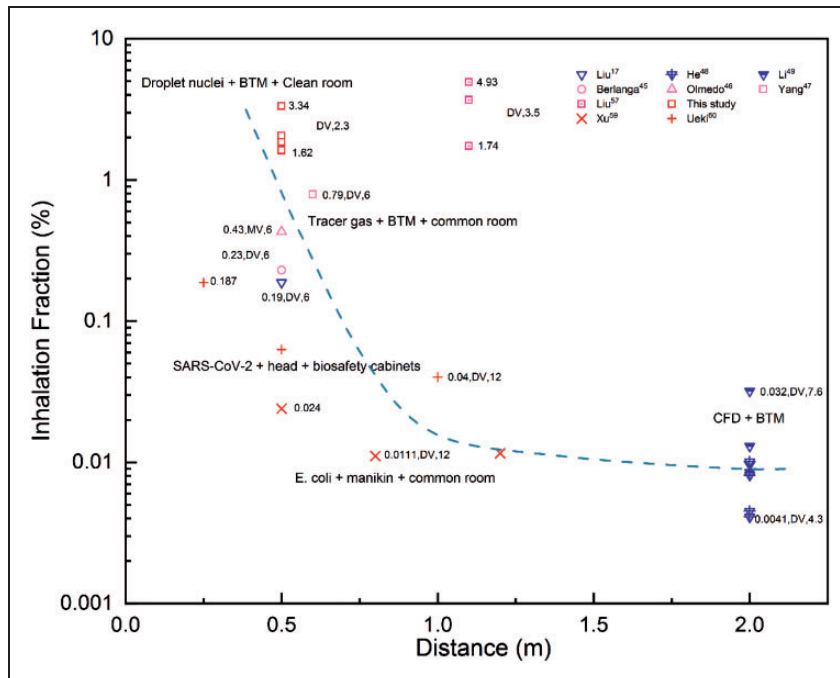 10
1
0.1
0.01
0.001
Inhalation Fraction (%)
0.0
0.5
1.0
1.5
2.0
Distance (m)
Droplet nuclei + BTM + Clean room
3.34
DV,2.3
1.62
4.93
DV,3.5
1.74
Liu17
He48
Li49
Berlanga45
Olmedo46
Yang47
Liu57
This study
Xu59
Ueki60
0.79,DV,6
Tracer gas + BTM + common room
0.43,MV,6
0.23,DV,6
0.187
0.19,DV,6
SARS-CoV-2 + head + biosafety cabinets
0.04,DV,12
0.024
0.032,DV,7.6
CFD + BTM
0.0111,DV,12
E. coli + manikin + common room
0.0041,DV,4.3